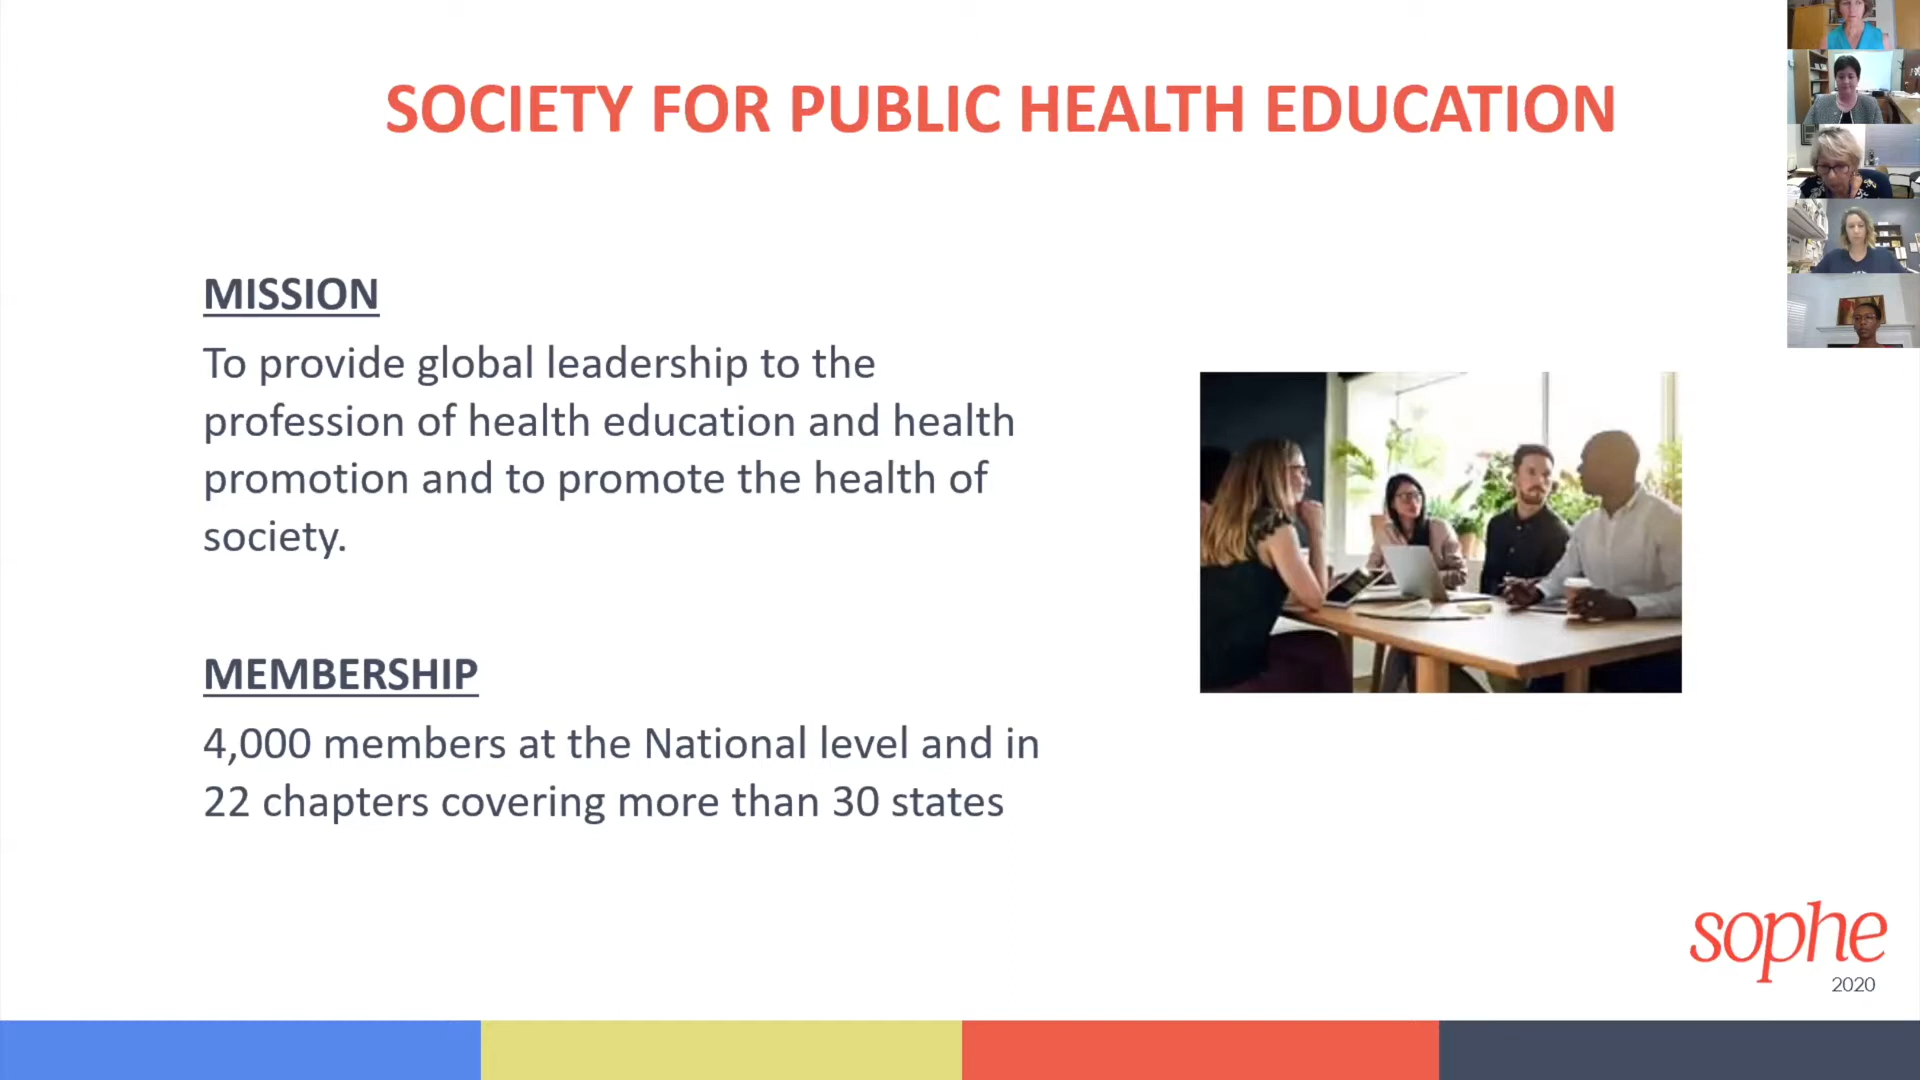 SOCIETY FOR PUBLIC HEALTH EDUCATION
MISSION
To provide global leadership to the
profession of health education and health
promotion and to promote the health of
society.
MEMBERSHIP
4,000 members at the National level and in
22 chapters covering more than 30 states
sophe
2020